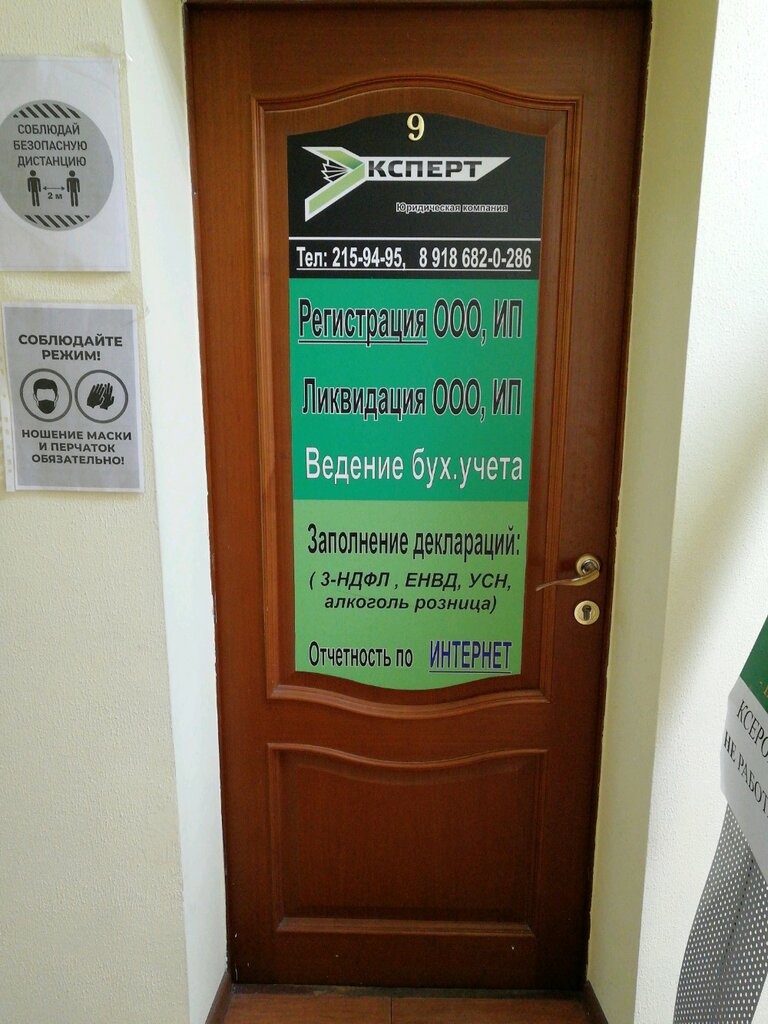 СОБЛЮДАЙ
БЕЗОПАСНУЮ
ДИСТАНЦИЮ
2 м
СОБЛЮДАЙТЕ
РЕЖИМ!
НОШЕНИЕ МАСКИ
И ПЕРЧАТОК
ОБЯЗАТЕЛЬНО!
9
ЭКСПЕРТ
Юридическая компания
Тел: 215-94-95, 8 918 682-0-286
Регистрация ООО, ИП
Ликвидация ООО, ИП
Ведение бух.учета
Заполнение деклараций:
( 3-НДФЛ , ЕНВД, УСН,
алкоголь розница)
Отчетность по ИНТЕРНЕТ
НЕ